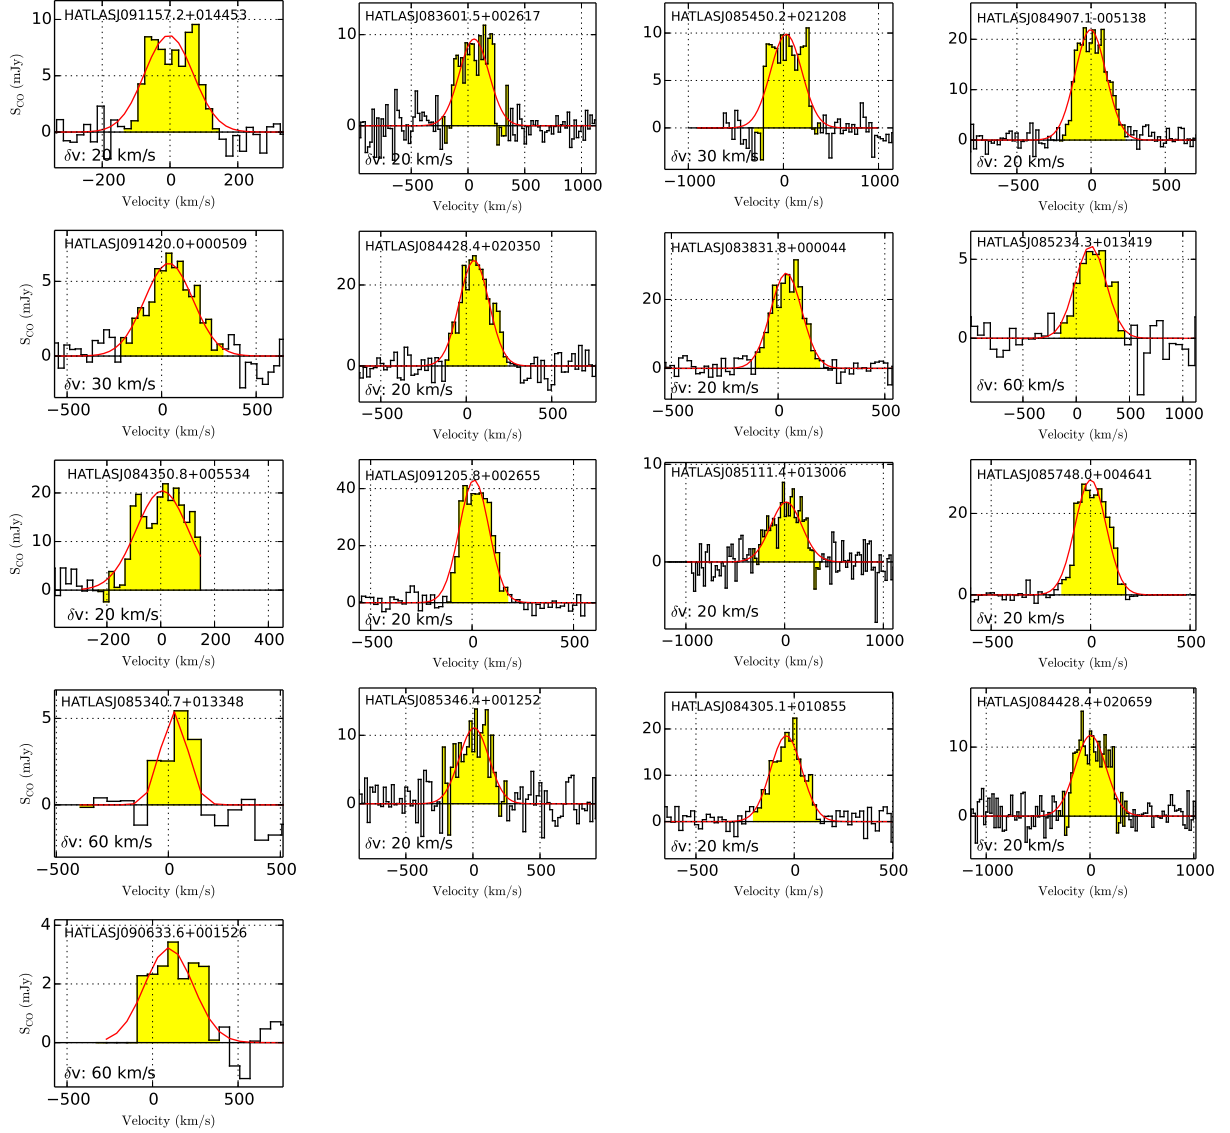 HATLASJ091157.2+014453
10
5
0
S_CO (mJy)
δv: 20 km/s
−200 0 200
Velocity (km/s)
HATLASJ083601.5+002617
10
0
δv: 20 km/s
−500 0 500 1000
Velocity (km/s)
HATLASJ085450.2+021208
10
5
0
δv: 30 km/s
−1000 0 1000
Velocity (km/s)
HATLASJ084907.1-005138
20
10
0
δv: 20 km/s
−500 0 500
Velocity (km/s)
HATLASJ091420.0+000509
5
0
S_CO (mJy)
δv: 30 km/s
−500 0 500
Velocity (km/s)
HATLASJ084428.4+020350
20
0
δv: 20 km/s
−500 0 500
Velocity (km/s)
HATLASJ083831.8+000044
20
0
δv: 20 km/s
−500 0 500
Velocity (km/s)
HATLASJ085234.3+013419
5
0
δv: 60 km/s
−500 0 500 1000
Velocity (km/s)
HATLASJ084350.8+005534
20
10
0
S_CO (mJy)
δv: 20 km/s
−200 0 200 400
Velocity (km/s)
HATLASJ091205.8+002655
40
20
0
δv: 20 km/s
−500 0 500
Velocity (km/s)
HATLASJ085111.4+013006
10
5
0
δv: 20 km/s
−1000 0 1000
Velocity (km/s)
HATLASJ085748.0+004641
20
0
δv: 20 km/s
−500 0 500
Velocity (km/s)
HATLASJ085340.7+013348
5
0
S_CO (mJy)
δv: 60 km/s
−500 0 500
Velocity (km/s)
HATLASJ085346.4+001252
10
0
δv: 20 km/s
−500 0 500
Velocity (km/s)
HATLASJ084305.1+010855
20
10
0
δv: 20 km/s
−500 0 500
Velocity (km/s)
HATLASJ084428.4+020659
10
0
δv: 20 km/s
−1000 −500 0 500 1000
Velocity (km/s)
HATLASJ090633.6+001526
4
2
0
S_CO (mJy)
δv: 60 km/s
−500 0 500
Velocity (km/s)